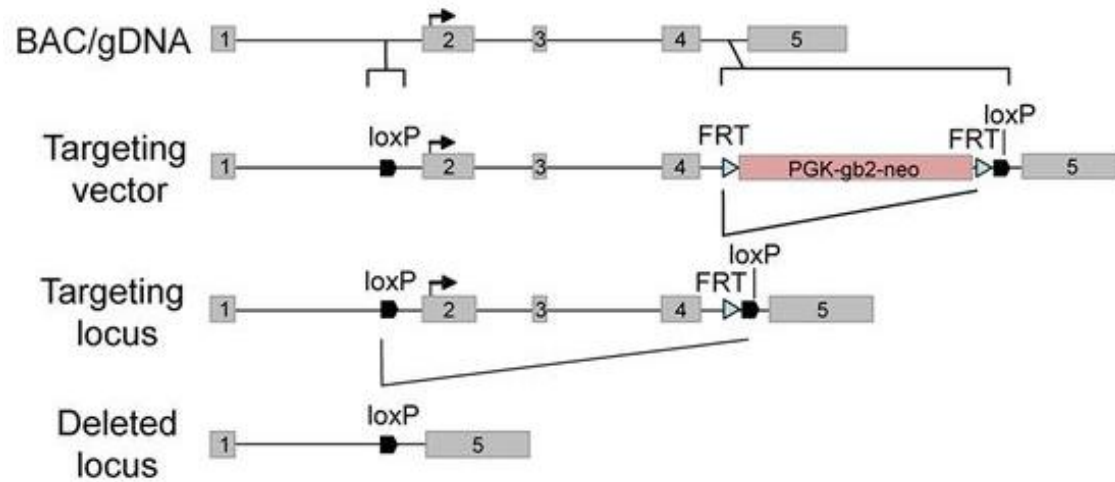 BAC/gDNA
1 2 3 4 5
loxP
FRT
FRT
loxP
Targeting
vector
1 2 3 4 PGK-gb2-neo 5
loxP
FRT
loxP
Targeting
locus
1 2 3 4 5
loxP
Deleted
locus
1 5